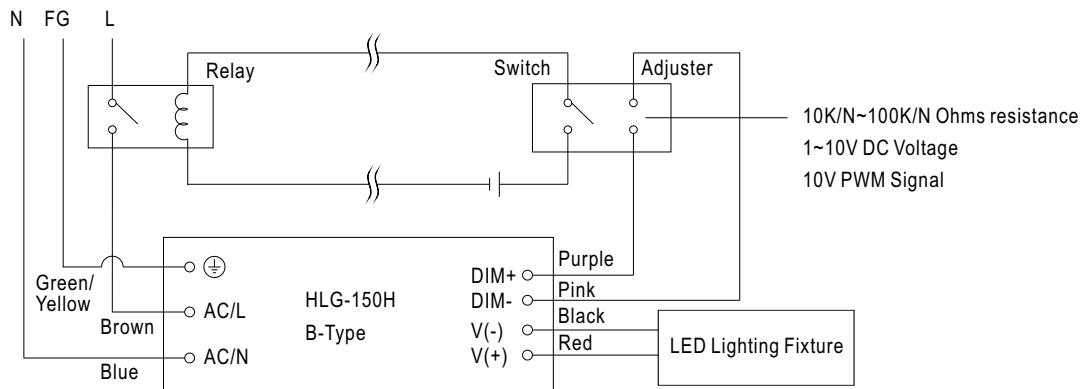 N FG L
Relay
Switch
Adjuster
10K/N~100K/N Ohms resistance
1~10V DC Voltage
10V PWM Signal
Green/
Yellow
Brown
Blue
AC/L
AC/N
HLG-150H
B-Type
DIM+
DIM-
V(-)
V(+)
Purple
Pink
Black
Red
LED Lighting Fixture